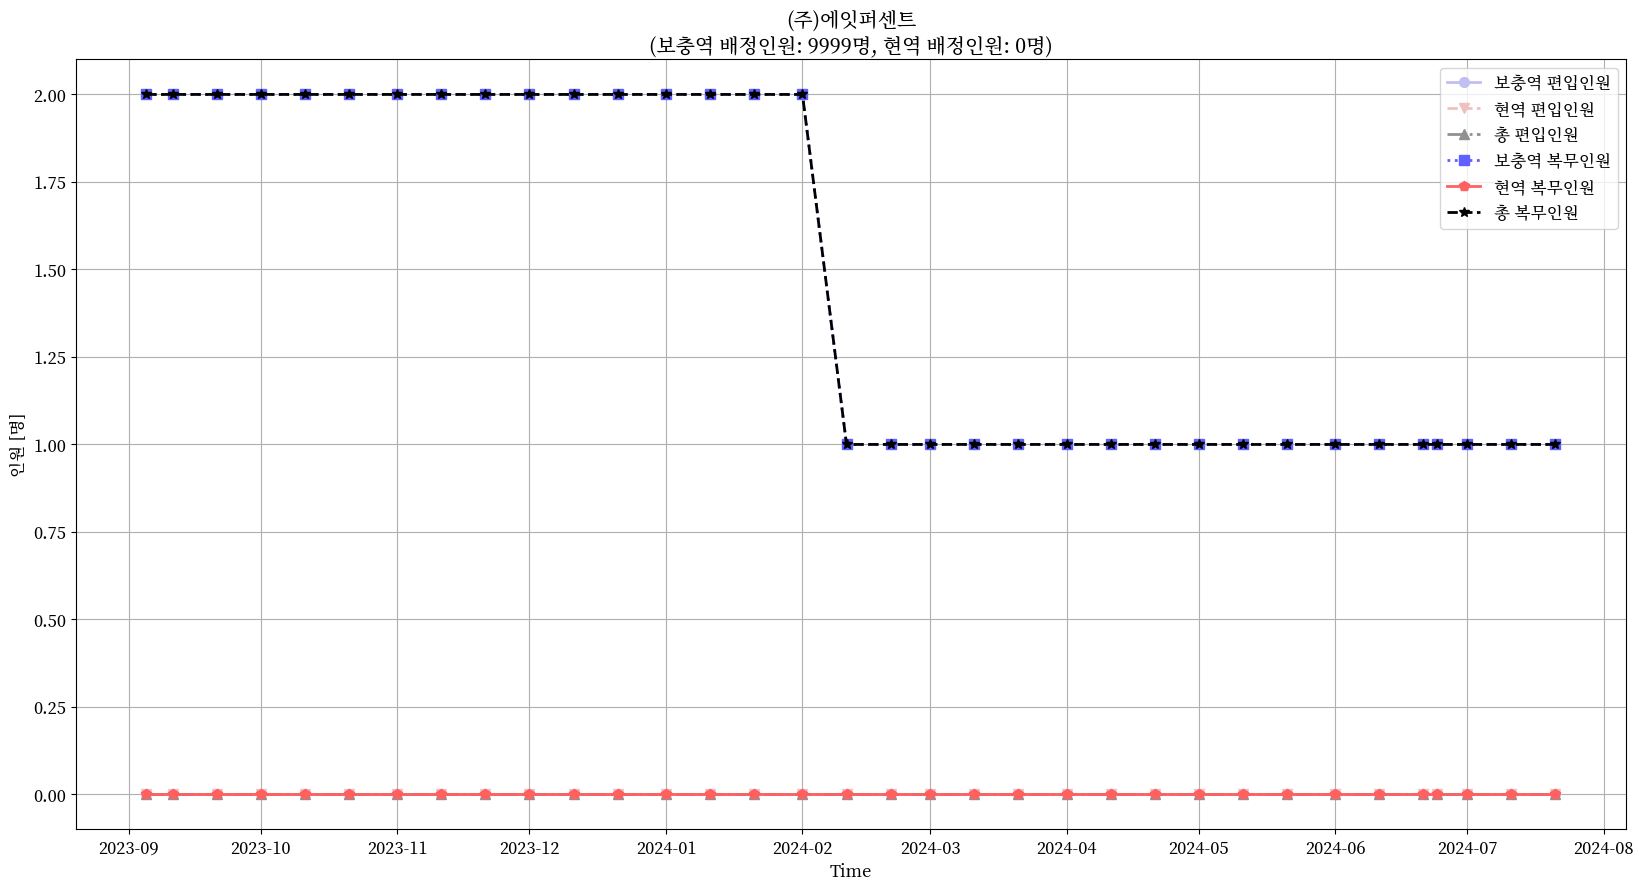 (주)에잇퍼센트
(보충역 배정인원: 9999명, 현역 배정인원: 0명)
보충역 편입인원
현역 편입인원
총 편입인원
보충역 복무인원
현역 복무인원
총 복무인원
인원 [명]
2.00
1.75
1.50
1.25
1.00
0.75
0.50
0.25
0.00
2023-09 2023-10 2023-11 2023-12 2024-01 2024-02 2024-03 2024-04 2024-05 2024-06 2024-07 2024-08
Time